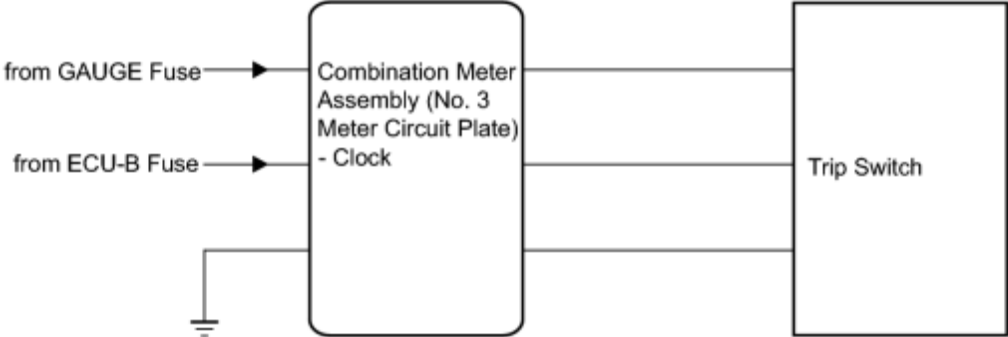 from GAUGE Fuse
from ECU-B Fuse
Combination Meter
Assembly (No. 3
Meter Circuit Plate)
- Clock
Trip Switch